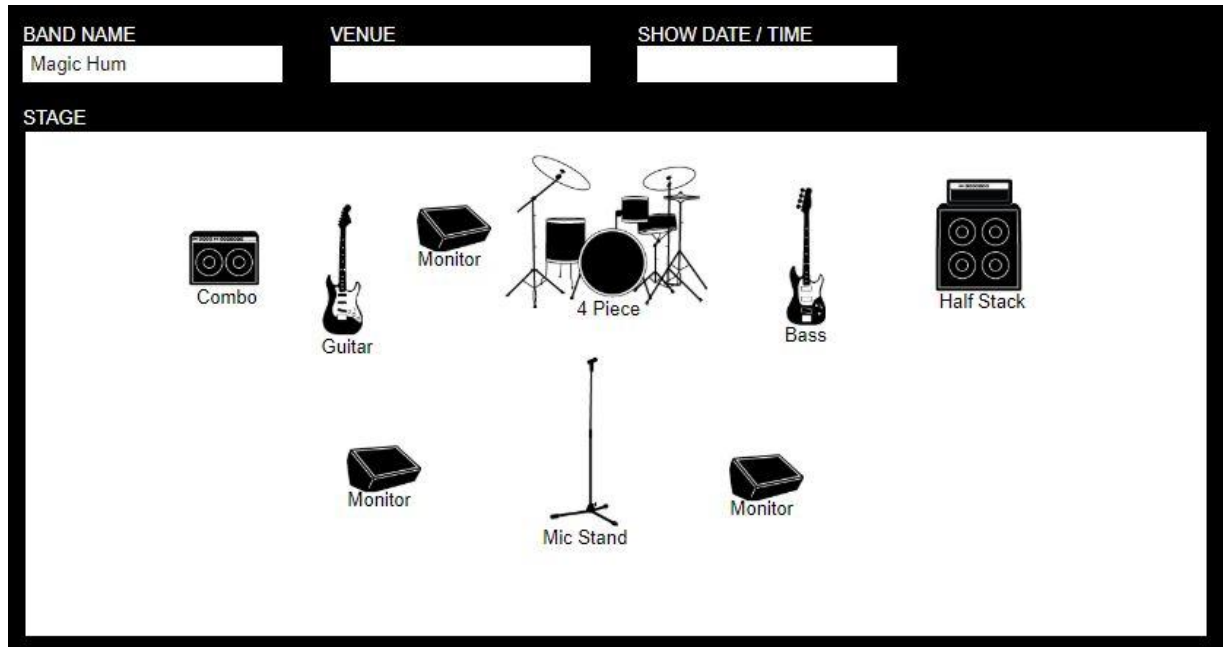 BAND NAME
VENUE
SHOW DATE / TIME
Magic Hum
STAGE
Monitor
Combo
4 Piece
Half Stack
Guitar
Bass
Monitor
Monitor
Mic Stand